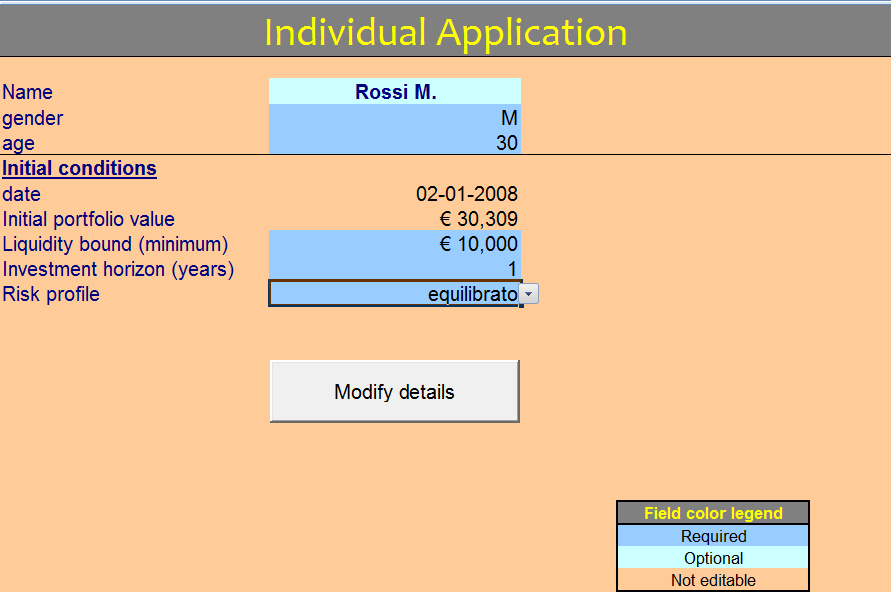 Individual Application
Name Rossi M.
gender M
age 30
Initial conditions
date 02-01-2008
Initial portfolio value € 30,309
Liquidity bound (minimum) € 10,000
Investment horizon (years) 1
Risk profile equilibrato
Modify details
Field color legend
Required
Optional
Not editable